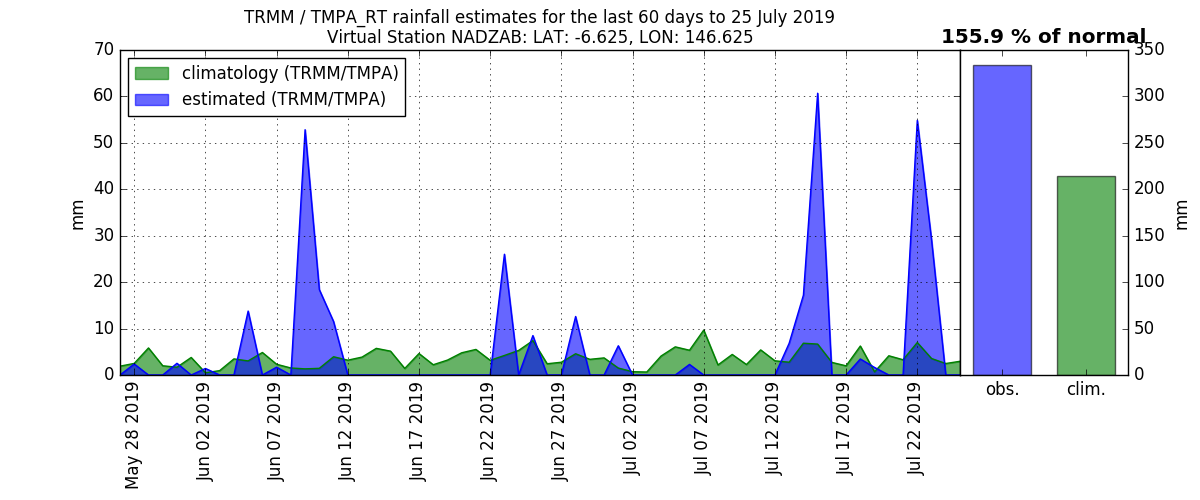 TRMM / TMPA_RT rainfall estimates for the last 60 days to 25 July 2019
Virtual Station NADZAB: LAT: -6.625, LON: 146.625
155.9 % of normal
climatology (TRMM/TMPA)
estimated (TRMM/TMPA)
mm
70
60
50
40
30
20
10
0
May 28 2019
Jun 02 2019
Jun 07 2019
Jun 12 2019
Jun 17 2019
Jun 22 2019
Jun 27 2019
Jul 02 2019
Jul 07 2019
Jul 12 2019
Jul 17 2019
Jul 22 2019
obs.
clim.
350
300
250
200
150
100
50
0
mm